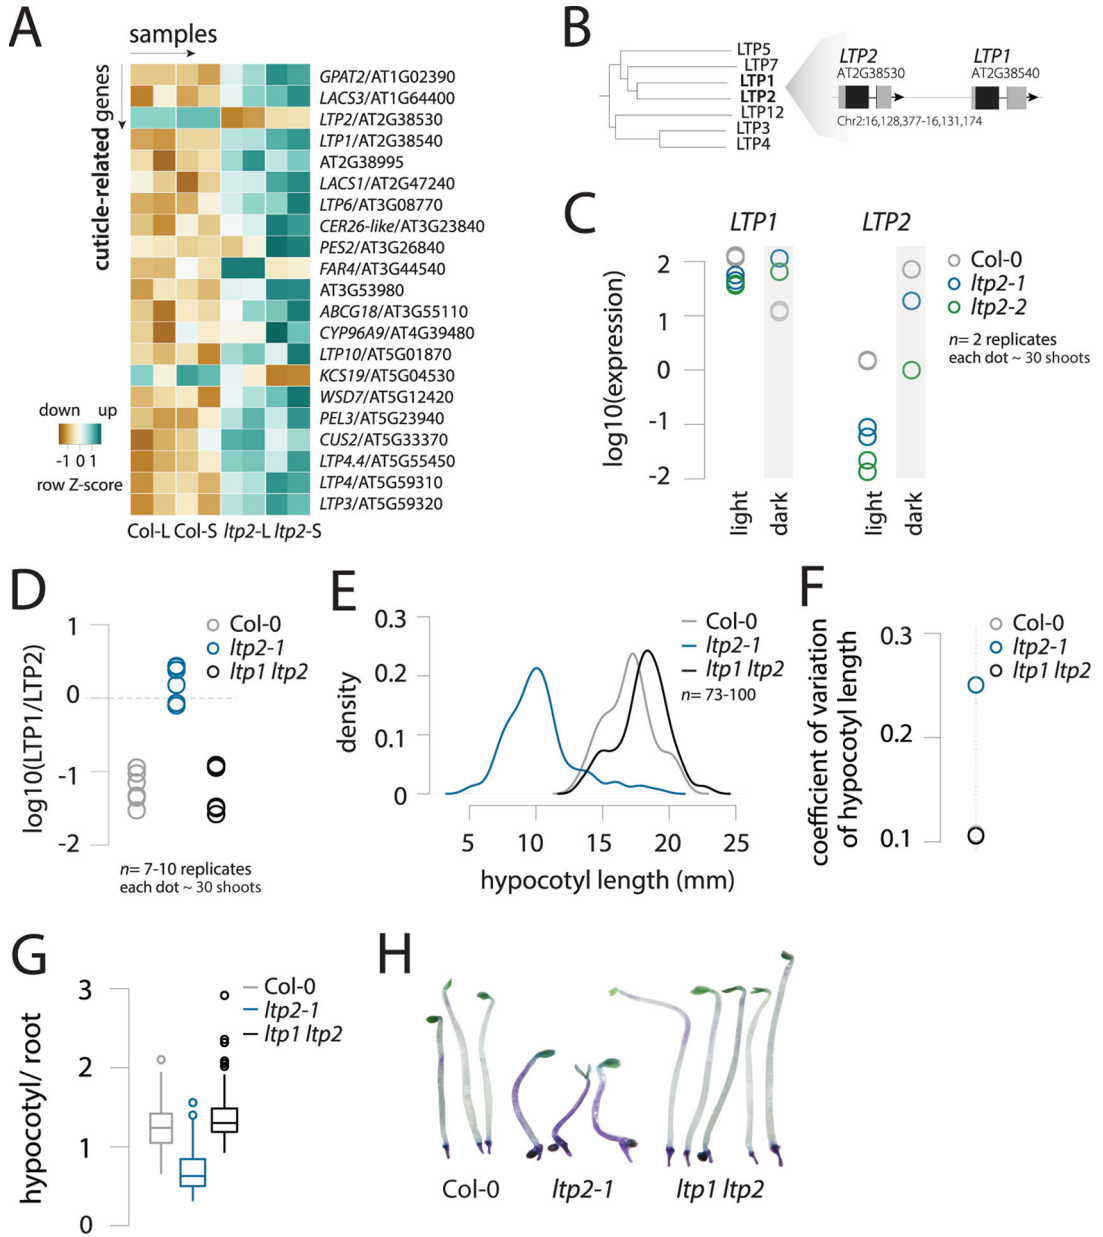 A
samples
cuticle-related genes
GPAT2/AT1G02390
LACS3/AT1G64400
LTP2/AT2G38530
LTP1/AT2G38540
AT2G38995
LACS1/AT2G47240
LTP6/AT3G08770
CER26-like/AT3G23840
PES2/AT3G26840
FAR4/AT3G44540
AT3G53980
ABCG18/AT3G55110
CYP96A9/AT4G39480
LTP10/AT5G01870
KCS19/AT5G04530
WSD7/AT5G12420
PEL3/AT5G23940
CUS2/AT5G33370
LTP4.4/AT5G55450
LTP4/AT5G59310
LTP3/AT5G59320
down up
-1 0 1
row Z-score
Col-L Col-S ltp2-L ltp2-S
B
LTP5
LTP7
LTP1
LTP2
LTP12
LTP3
LTP4
LTP2
AT2G38530
LTP1
AT2G38540
Chr2:16,128,377-16,131,174
C
LTP1
LTP2
log10(expression)
2
1
0
-1
-2
light
dark
light
dark
Col-0
ltp2-1
ltp2-2
n= 2 replicates
each dot ~ 30 shoots
D
log10(LTP1/LTP2)
1
0
-1
-2
Col-0
ltp2-1
ltp1 ltp2
n= 7-10 replicates
each dot ~ 30 shoots
E
density
0.3
0.2
0.1
0
5 10 15 20 25
hypocotyl length (mm)
Col-0
ltp2-1
ltp1 ltp2
n= 73-100
F
coefficient of variation
of hypocotyl length
0.3
0.2
0.1
Col-0
ltp2-1
ltp1 ltp2
G
hypocotyl/ root
3
2
1
0
Col-0
ltp2-1
ltp1 ltp2
H
Col-0
ltp2-1
ltp1 ltp2